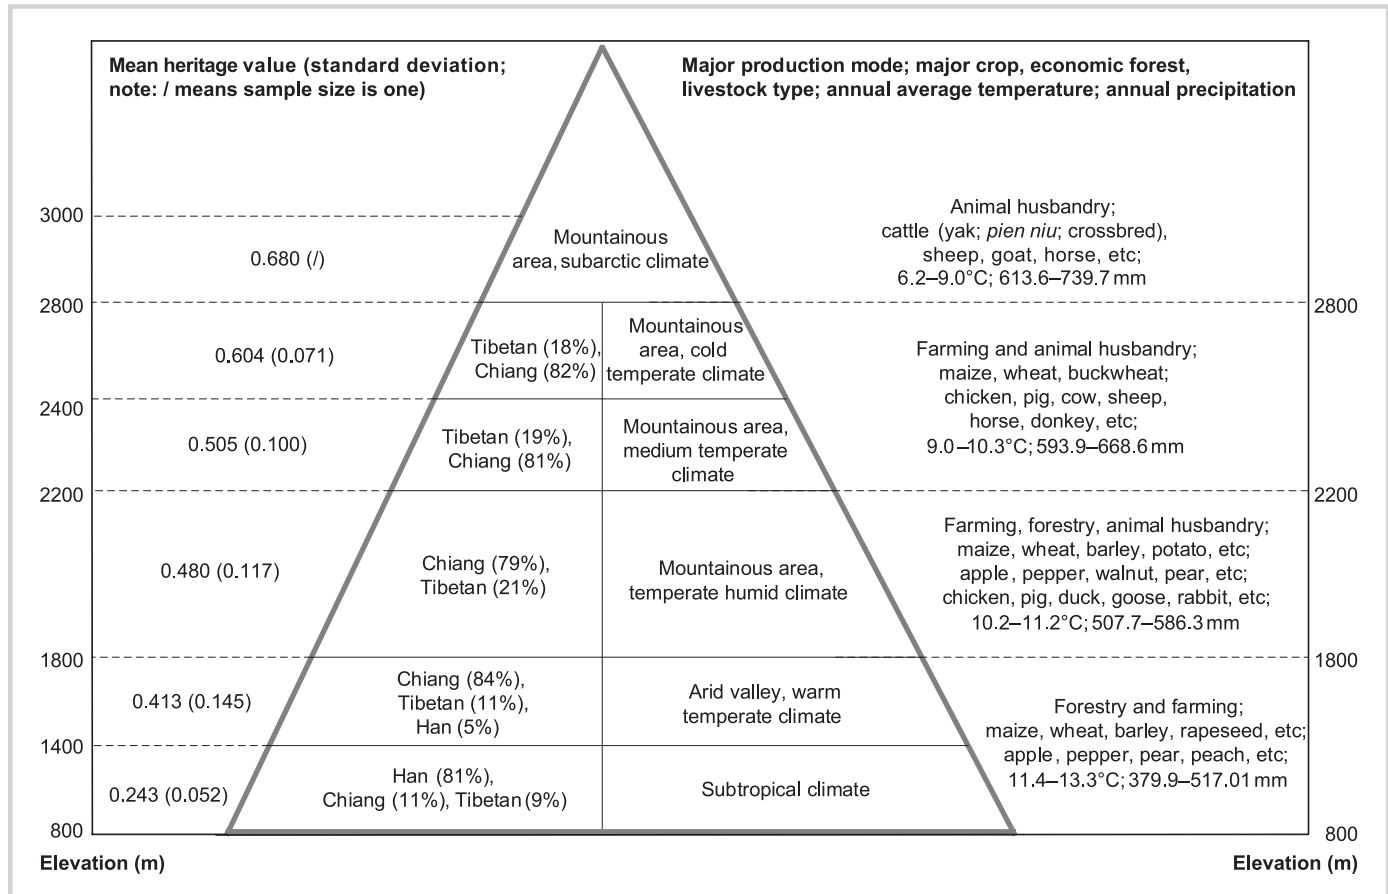 Mean heritage value (standard deviation;
note: / means sample size is one)
Major production mode; major crop, economic forest,
livestock type; annual average temperature; annual precipitation
3000
0.680 (/)
Mountainous
area, subarctic climate
Animal husbandry;
cattle (yak; pien niu; crossbred),
sheep, goat, horse, etc;
6.2–9.0°C; 613.6–739.7 mm
2800
2800
0.604 (0.071)
Tibetan (18%),
Chiang (82%)
Mountainous
area, cold
temperate climate
Farming and animal husbandry;
maize, wheat, buckwheat;
chicken, pig, cow, sheep,
horse, donkey, etc;
9.0–10.3°C; 593.9–668.6 mm
2400
0.505 (0.100)
Tibetan (19%),
Chiang (81%)
Mountainous area,
medium temperate
climate
2200
2200
0.480 (0.117)
Chiang (79%),
Tibetan (21%)
Mountainous area,
temperate humid climate
Farming, forestry, animal husbandry;
maize, wheat, barley, potato, etc;
apple, pepper, walnut, pear, etc;
chicken, pig, duck, goose, rabbit, etc;
10.2–11.2°C; 507.7–586.3 mm
1800
1800
0.413 (0.145)
Chiang (84%),
Tibetan (11%),
Han (5%)
Arid valley, warm
temperate climate
Forestry and farming;
maize, wheat, barley, rapeseed, etc;
apple, pepper, pear, peach, etc;
11.4–13.3°C; 379.9–517.01 mm
1400
0.243 (0.052)
Han (81%),
Chiang (11%), Tibetan (9%)
Subtropical climate
800
800
Elevation (m)
Elevation (m)